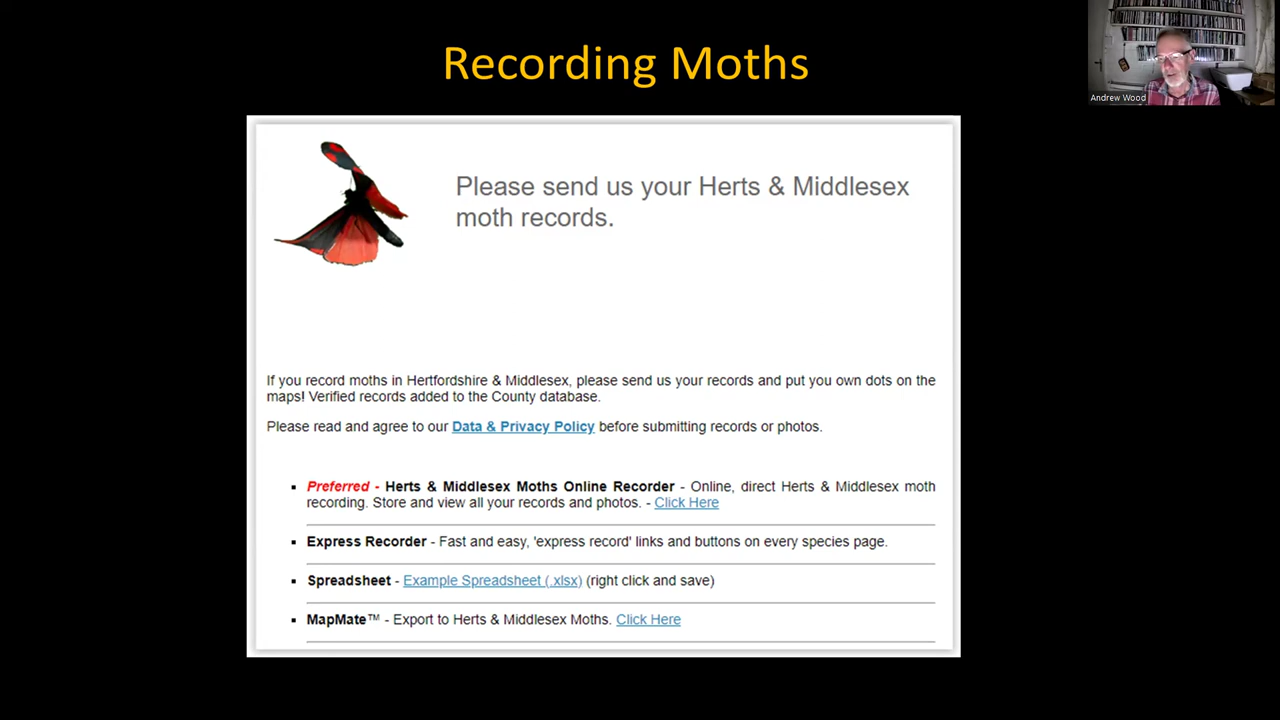 Recording Moths
Andrew Wood
Please send us your Herts & Middlesex
moth records.
If you record moths in Hertfordshire & Middlesex, please send us your records and put you own dots on the
maps! Verified records added to the County database.
Please read and agree to our Data & Privacy Policy before submitting records or photos.
▪ Preferred - Herts & Middlesex Moths Online Recorder - Online, direct Herts & Middlesex moth
recording. Store and view all your records and photos. - Click Here
▪ Express Recorder - Fast and easy, 'express record' links and buttons on every species page.
▪ Spreadsheet - Example Spreadsheet (.xlsx) (right click and save)
▪ MapMate™ - Export to Herts & Middlesex Moths. Click Here